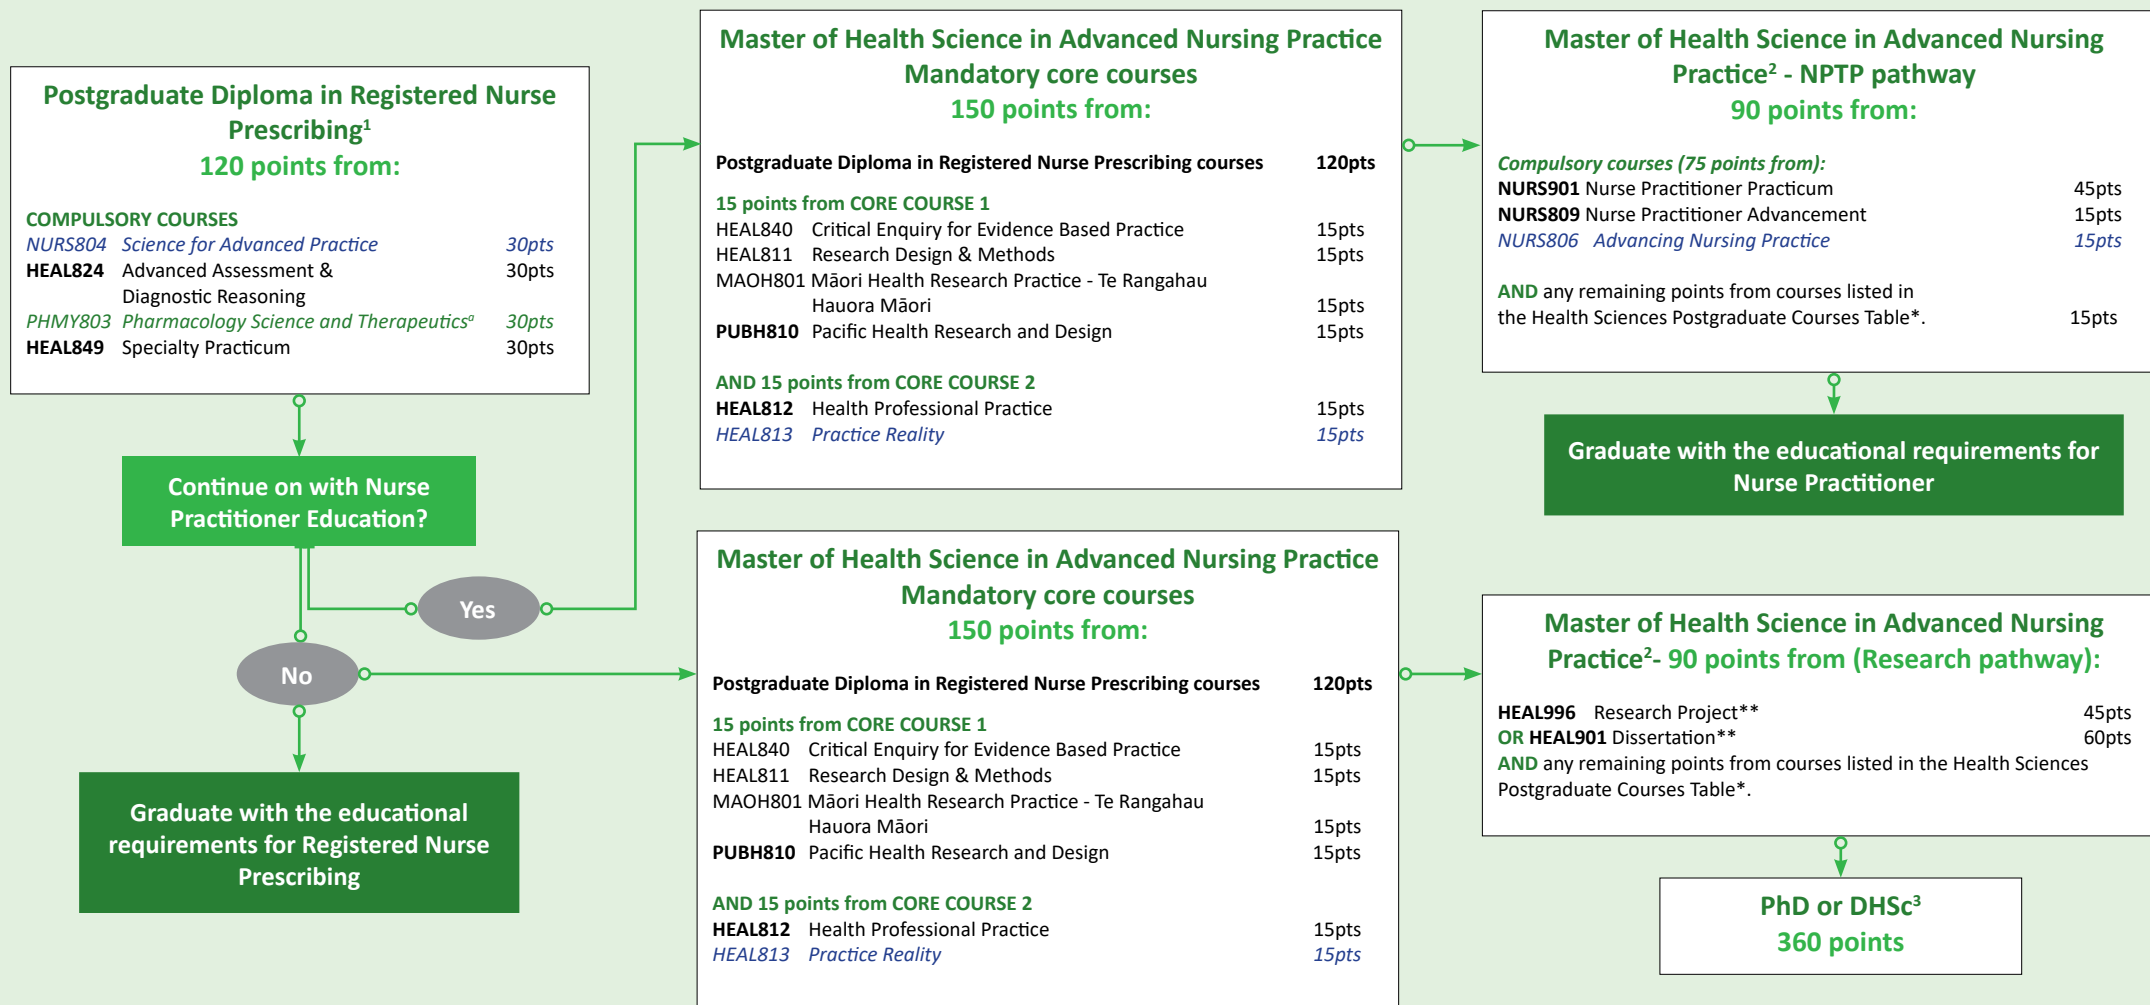 Postgraduate Diploma in Registered Nurse
Prescribing¹
120 points from:
COMPULSORY COURSES
NURS804 Science for Advanced Practice 30pts
HEAL824 Advanced Assessment & 30pts
Diagnostic Reasoning
PHMY803 Pharmacology Science and Therapeuticsᵃ 30pts
HEAL849 Specialty Practicum 30pts
Continue on with Nurse
Practitioner Education?
Yes
No
Graduate with the educational
requirements for Registered Nurse
Prescribing
Master of Health Science in Advanced Nursing Practice
Mandatory core courses
150 points from:
Postgraduate Diploma in Registered Nurse Prescribing courses 120pts
15 points from CORE COURSE 1
HEAL840 Critical Enquiry for Evidence Based Practice 15pts
HEAL811 Research Design & Methods 15pts
MAOH801 Māori Health Research Practice - Te Rangahau
Hauora Māori 15pts
PUBH810 Pacific Health Research and Design 15pts
AND 15 points from CORE COURSE 2
HEAL812 Health Professional Practice 15pts
HEAL813 Practice Reality 15pts
Master of Health Science in Advanced Nursing
Practice² - NPTP pathway
90 points from:
Compulsory courses (75 points from):
NURS901 Nurse Practitioner Practicum 45pts
NURS809 Nurse Practitioner Advancement 15pts
NURS806 Advancing Nursing Practice 15pts
AND any remaining points from courses listed in
the Health Sciences Postgraduate Courses Table*. 15pts
Graduate with the educational requirements for
Nurse Practitioner
Master of Health Science in Advanced Nursing Practice
Mandatory core courses
150 points from:
Postgraduate Diploma in Registered Nurse Prescribing courses 120pts
15 points from CORE COURSE 1
HEAL840 Critical Enquiry for Evidence Based Practice 15pts
HEAL811 Research Design & Methods 15pts
MAOH801 Māori Health Research Practice - Te Rangahau
Hauora Māori 15pts
PUBH810 Pacific Health Research and Design 15pts
AND 15 points from CORE COURSE 2
HEAL812 Health Professional Practice 15pts
HEAL813 Practice Reality 15pts
Master of Health Science in Advanced Nursing
Practice²- 90 points from (Research pathway):
HEAL996 Research Project** 45pts
OR HEAL901 Dissertation** 60pts
AND any remaining points from courses listed in the Health Sciences
Postgraduate Courses Table*.
PhD or DHSc³
360 points